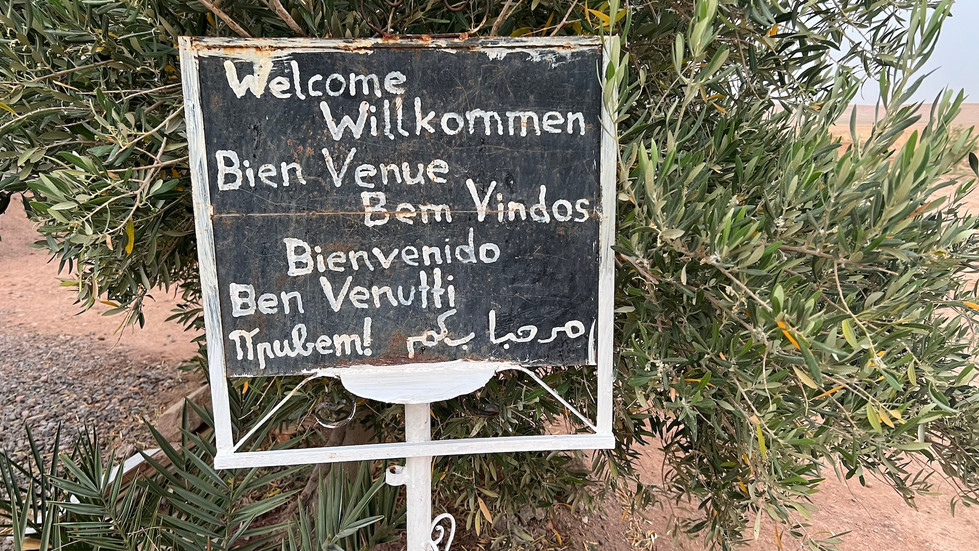 Welcome
Willkommen
Bien Venue
Bem Vindos
Bienvenido
Ben Venutti
Привет! مرحبا بكم